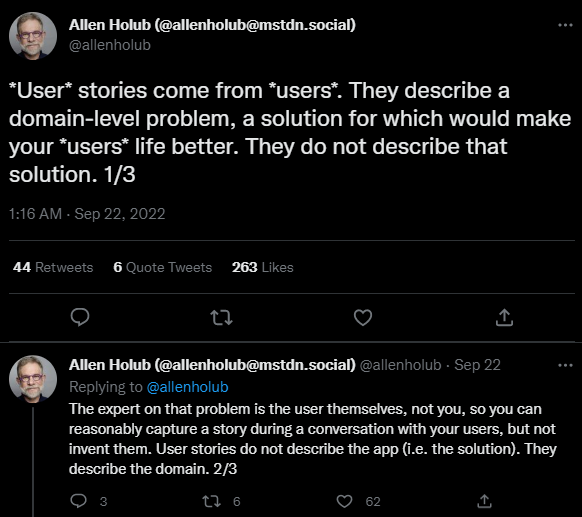 Allen Holub (@allenholub@mstdn.social)
@allenholub
*User* stories come from *users*. They describe a
domain-level problem, a solution for which would make
your *users* life better. They do not describe that
solution. 1/3
1:16 AM · Sep 22, 2022
44 Retweets 6 Quote Tweets 263 Likes
Allen Holub (@allenholub@mstdn.social) @allenholub · Sep 22
Replying to @allenholub
The expert on that problem is the user themselves, not you, so you can
reasonably capture a story during a conversation with your users, but not
invent them. User stories do not describe the app (i.e. the solution). They
describe the domain. 2/3
3 6 62